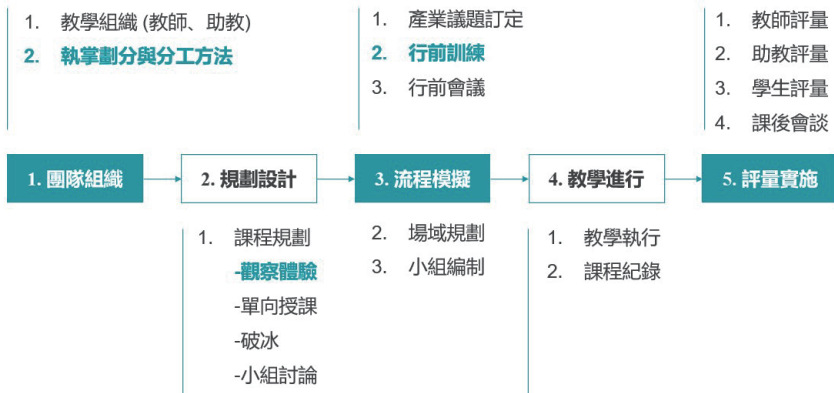 1. 教學組織 (教師、助教)
2. 執掌劃分與分工方法
1. 產業議題訂定
2. 行前訓練
3. 行前會議
1. 教師評量
2. 助教評量
3. 學生評量
4. 課後會談
1. 團隊組織
2. 規劃設計
3. 流程模擬
4. 教學進行
5. 評量實施
1. 課程規劃
-觀察體驗
-單向授課
-破冰
-小組討論
2. 場域規劃
3. 小組編制
1. 教學執行
2. 課程紀錄